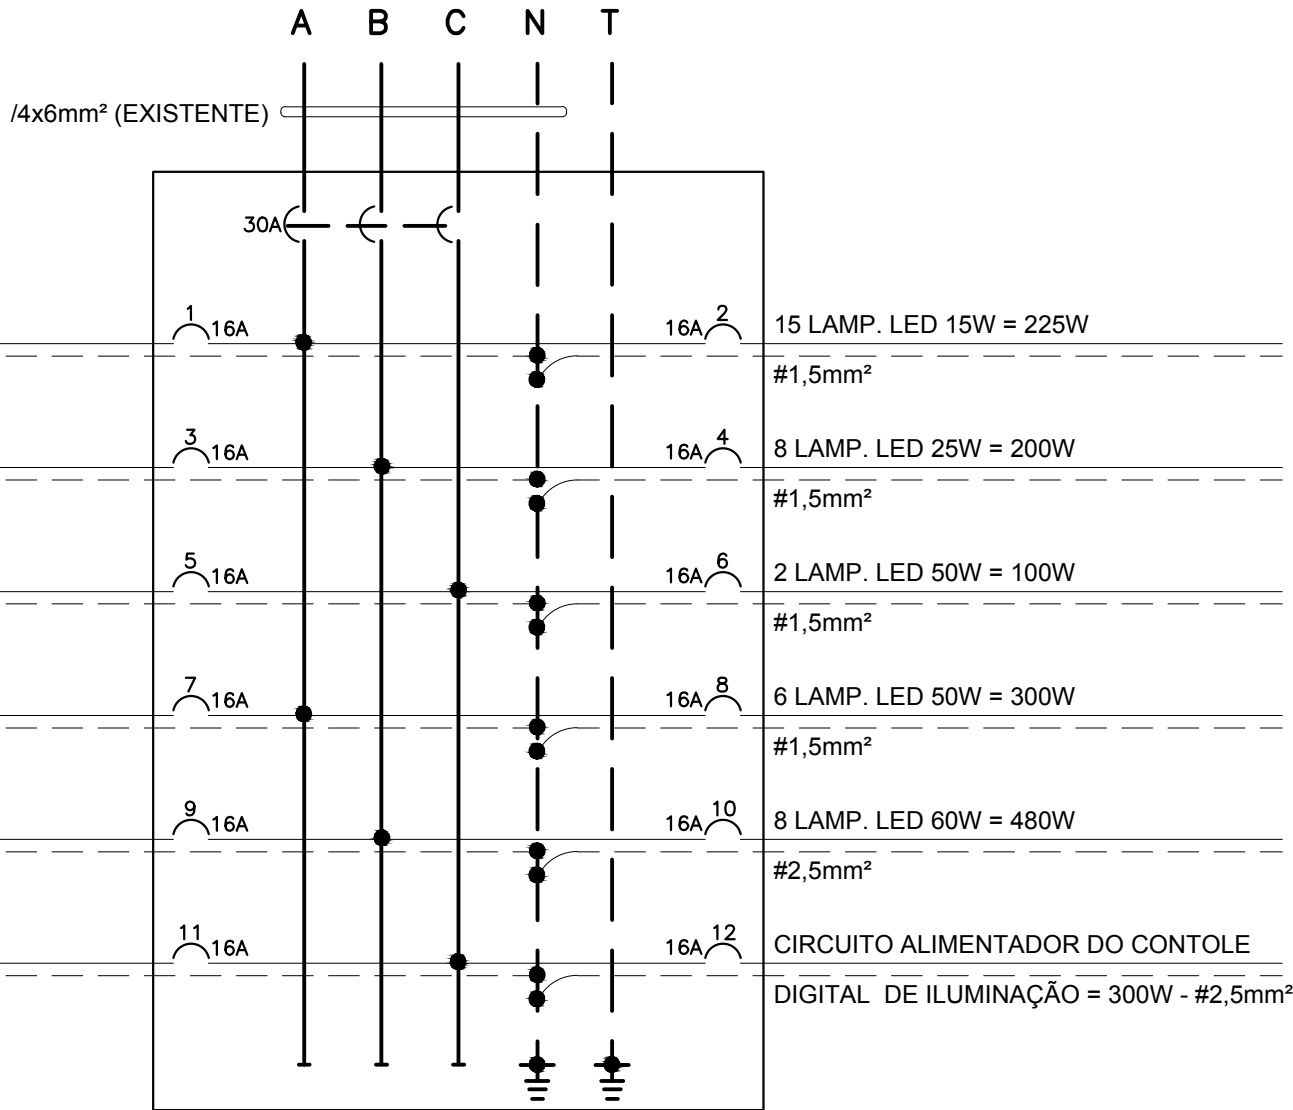 A B C N T
/4x6mm² (EXISTENTE)
30A
1 16A 16A 2 15 LAMP. LED 15W = 225W
#1,5mm²
3 16A 16A 4 8 LAMP. LED 25W = 200W
#1,5mm²
5 16A 16A 6 2 LAMP. LED 50W = 100W
#1,5mm²
7 16A 16A 8 6 LAMP. LED 50W = 300W
#1,5mm²
9 16A 16A 10 8 LAMP. LED 60W = 480W
#2,5mm²
11 16A 16A 12 CIRCUITO ALIMENTADOR DO CONTOLE
DIGITAL DE ILUMINAÇÃO = 300W - #2,5mm²